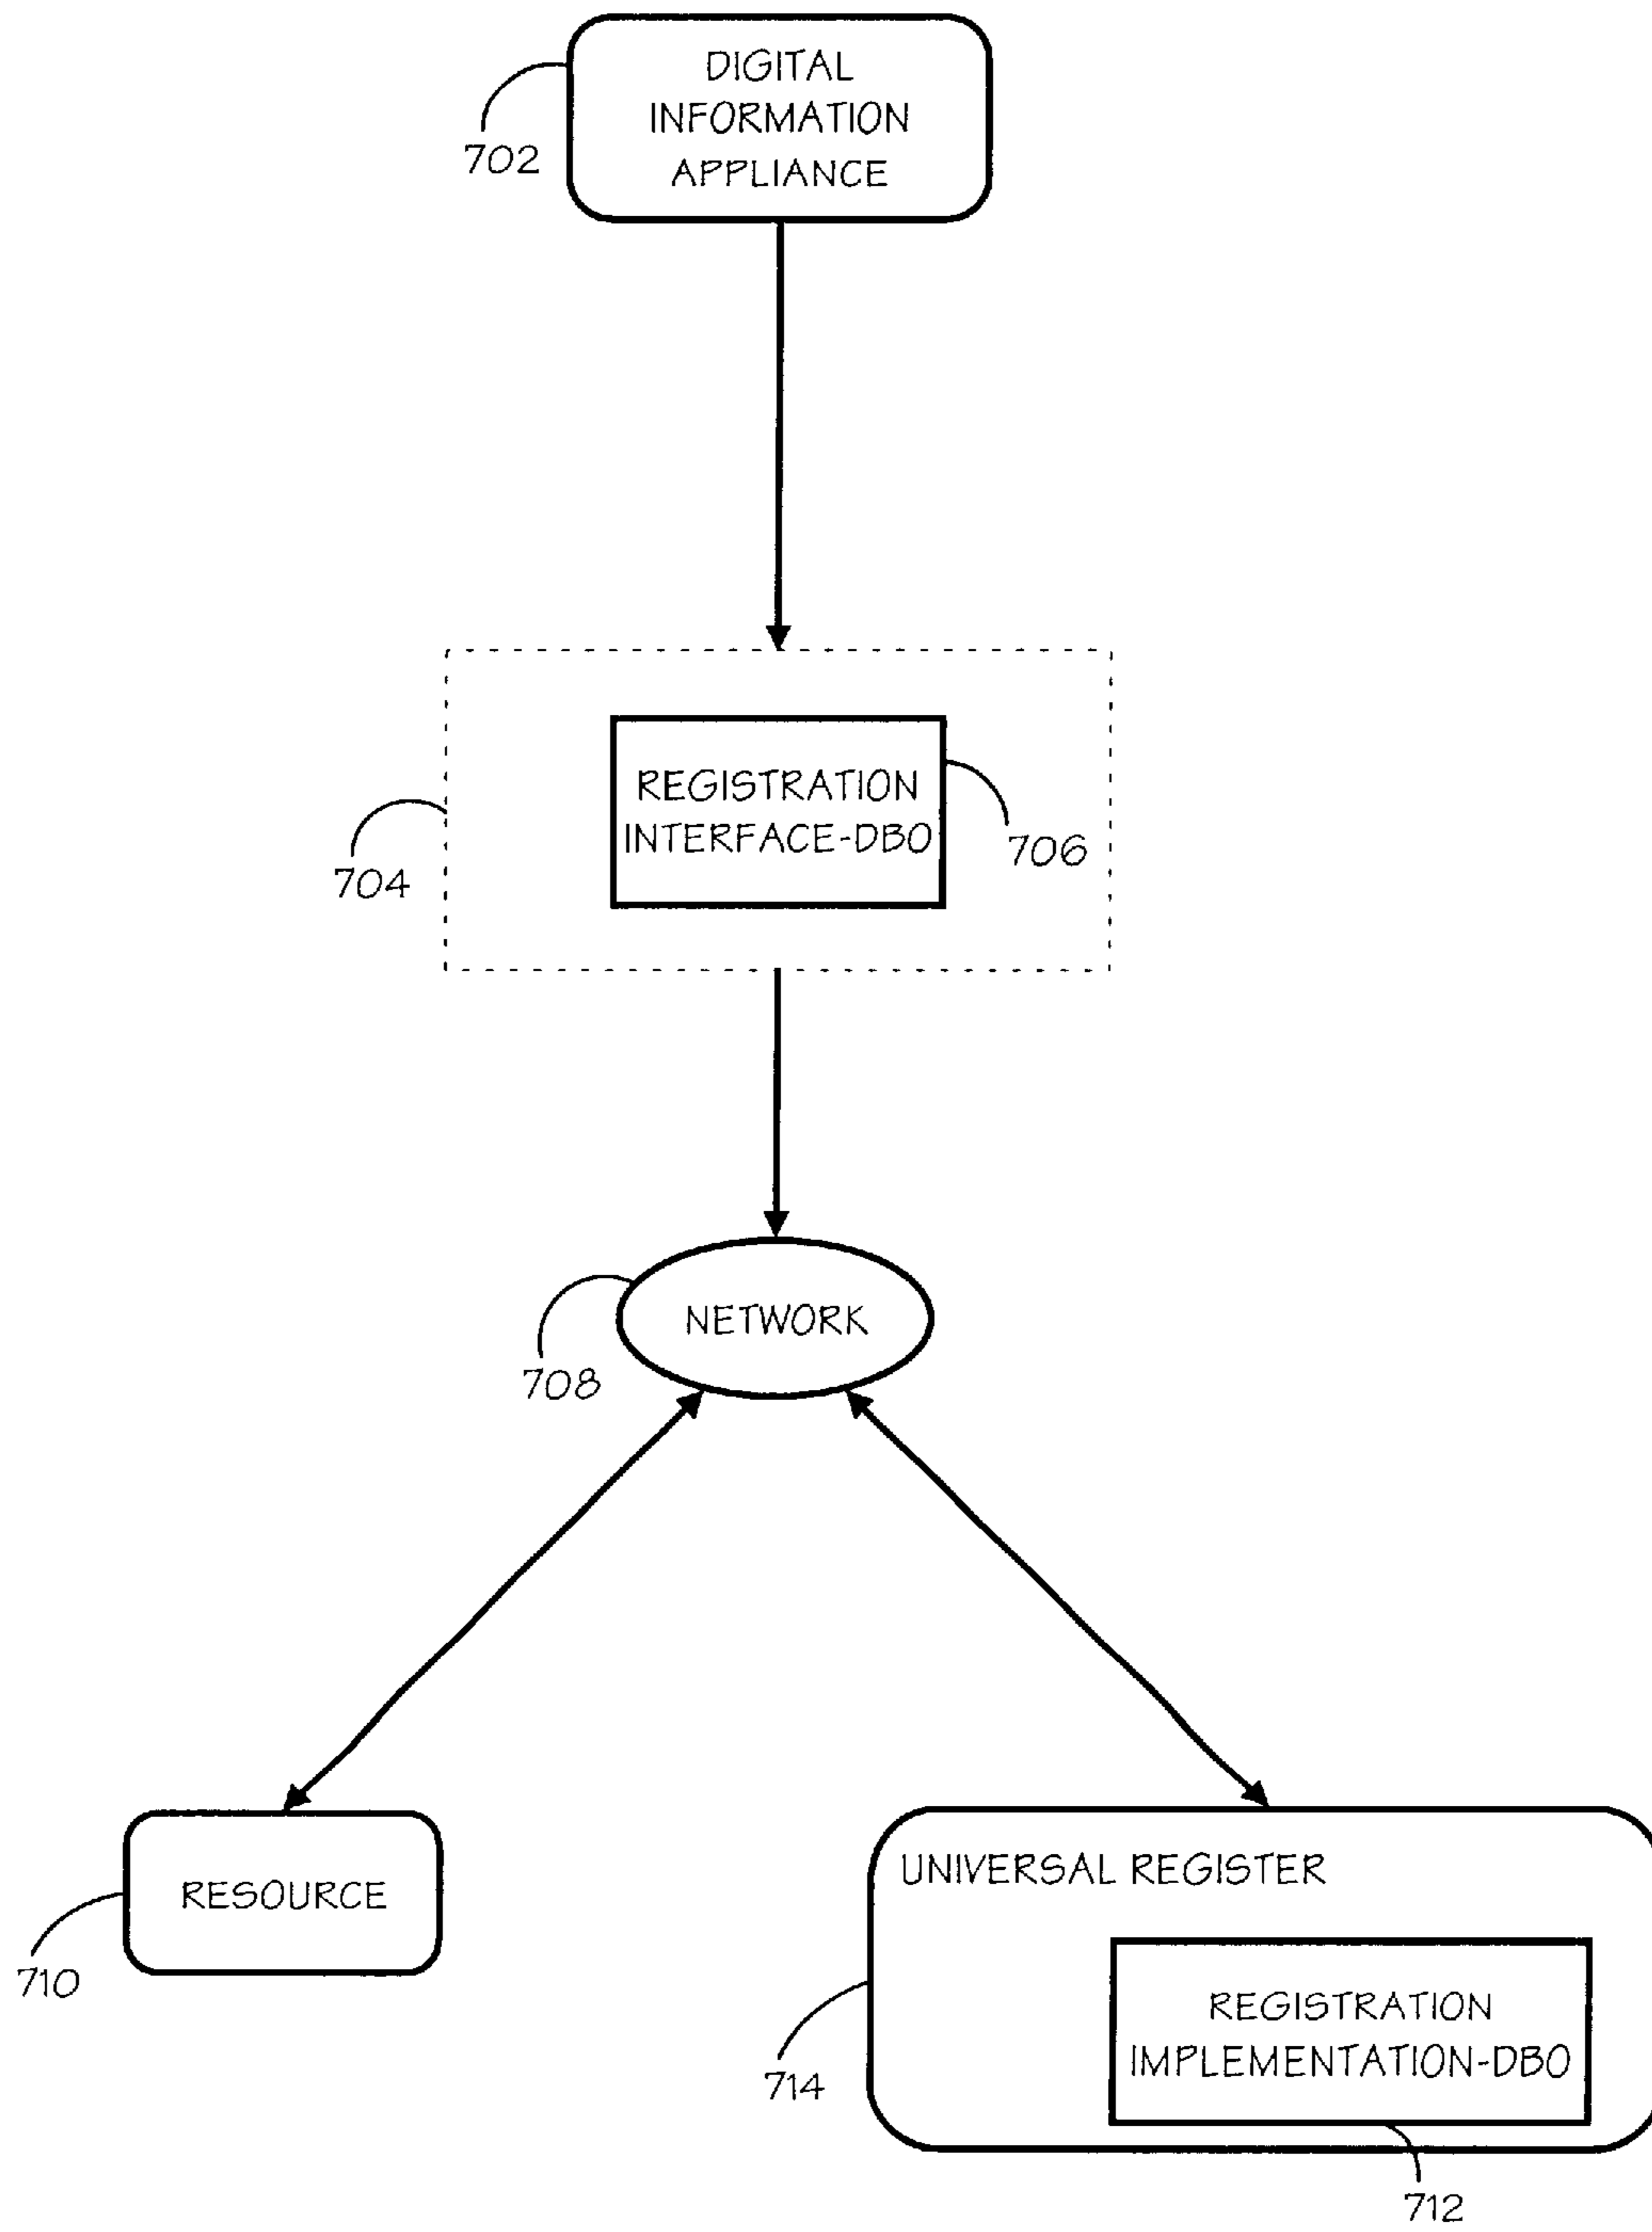 DIGITAL
INFORMATION
APPLIANCE
702
REGISTRATION
INTERFACE-DBO
706
704
NETWORK
708
RESOURCE
710
UNIVERSAL REGISTER
REGISTRATION
IMPLEMENTATION-DBO
714
712